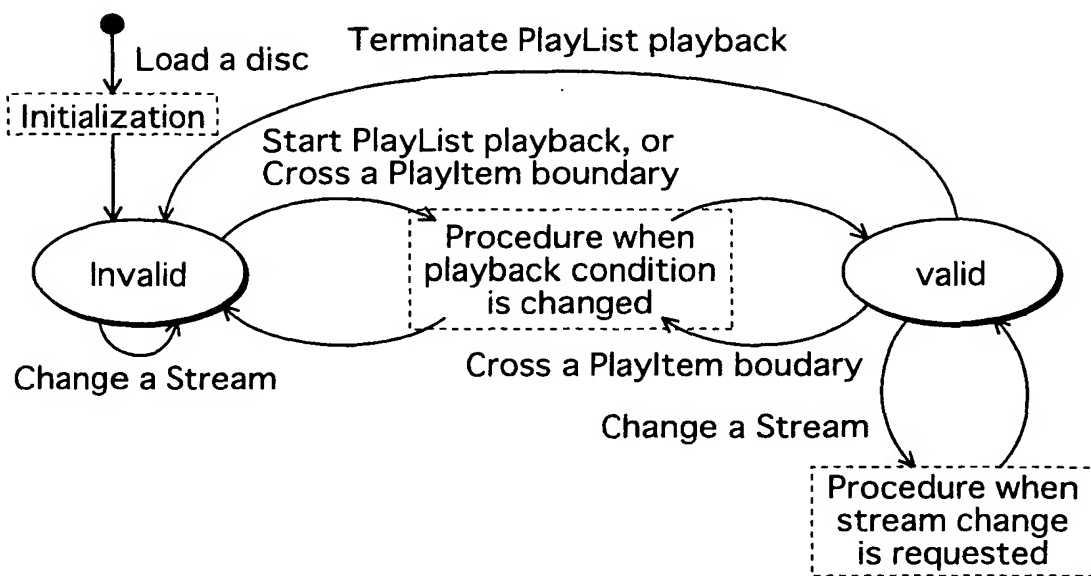 Load a disc
Terminate PlayList playback
Initialization
Start PlayList playback, or
Cross a PlayItem boundary
Procedure when
playback condition
is changed
Invalid
valid
Change a Stream
Cross a PlayItem boudary
Change a Stream
Procedure when
stream change
is requested